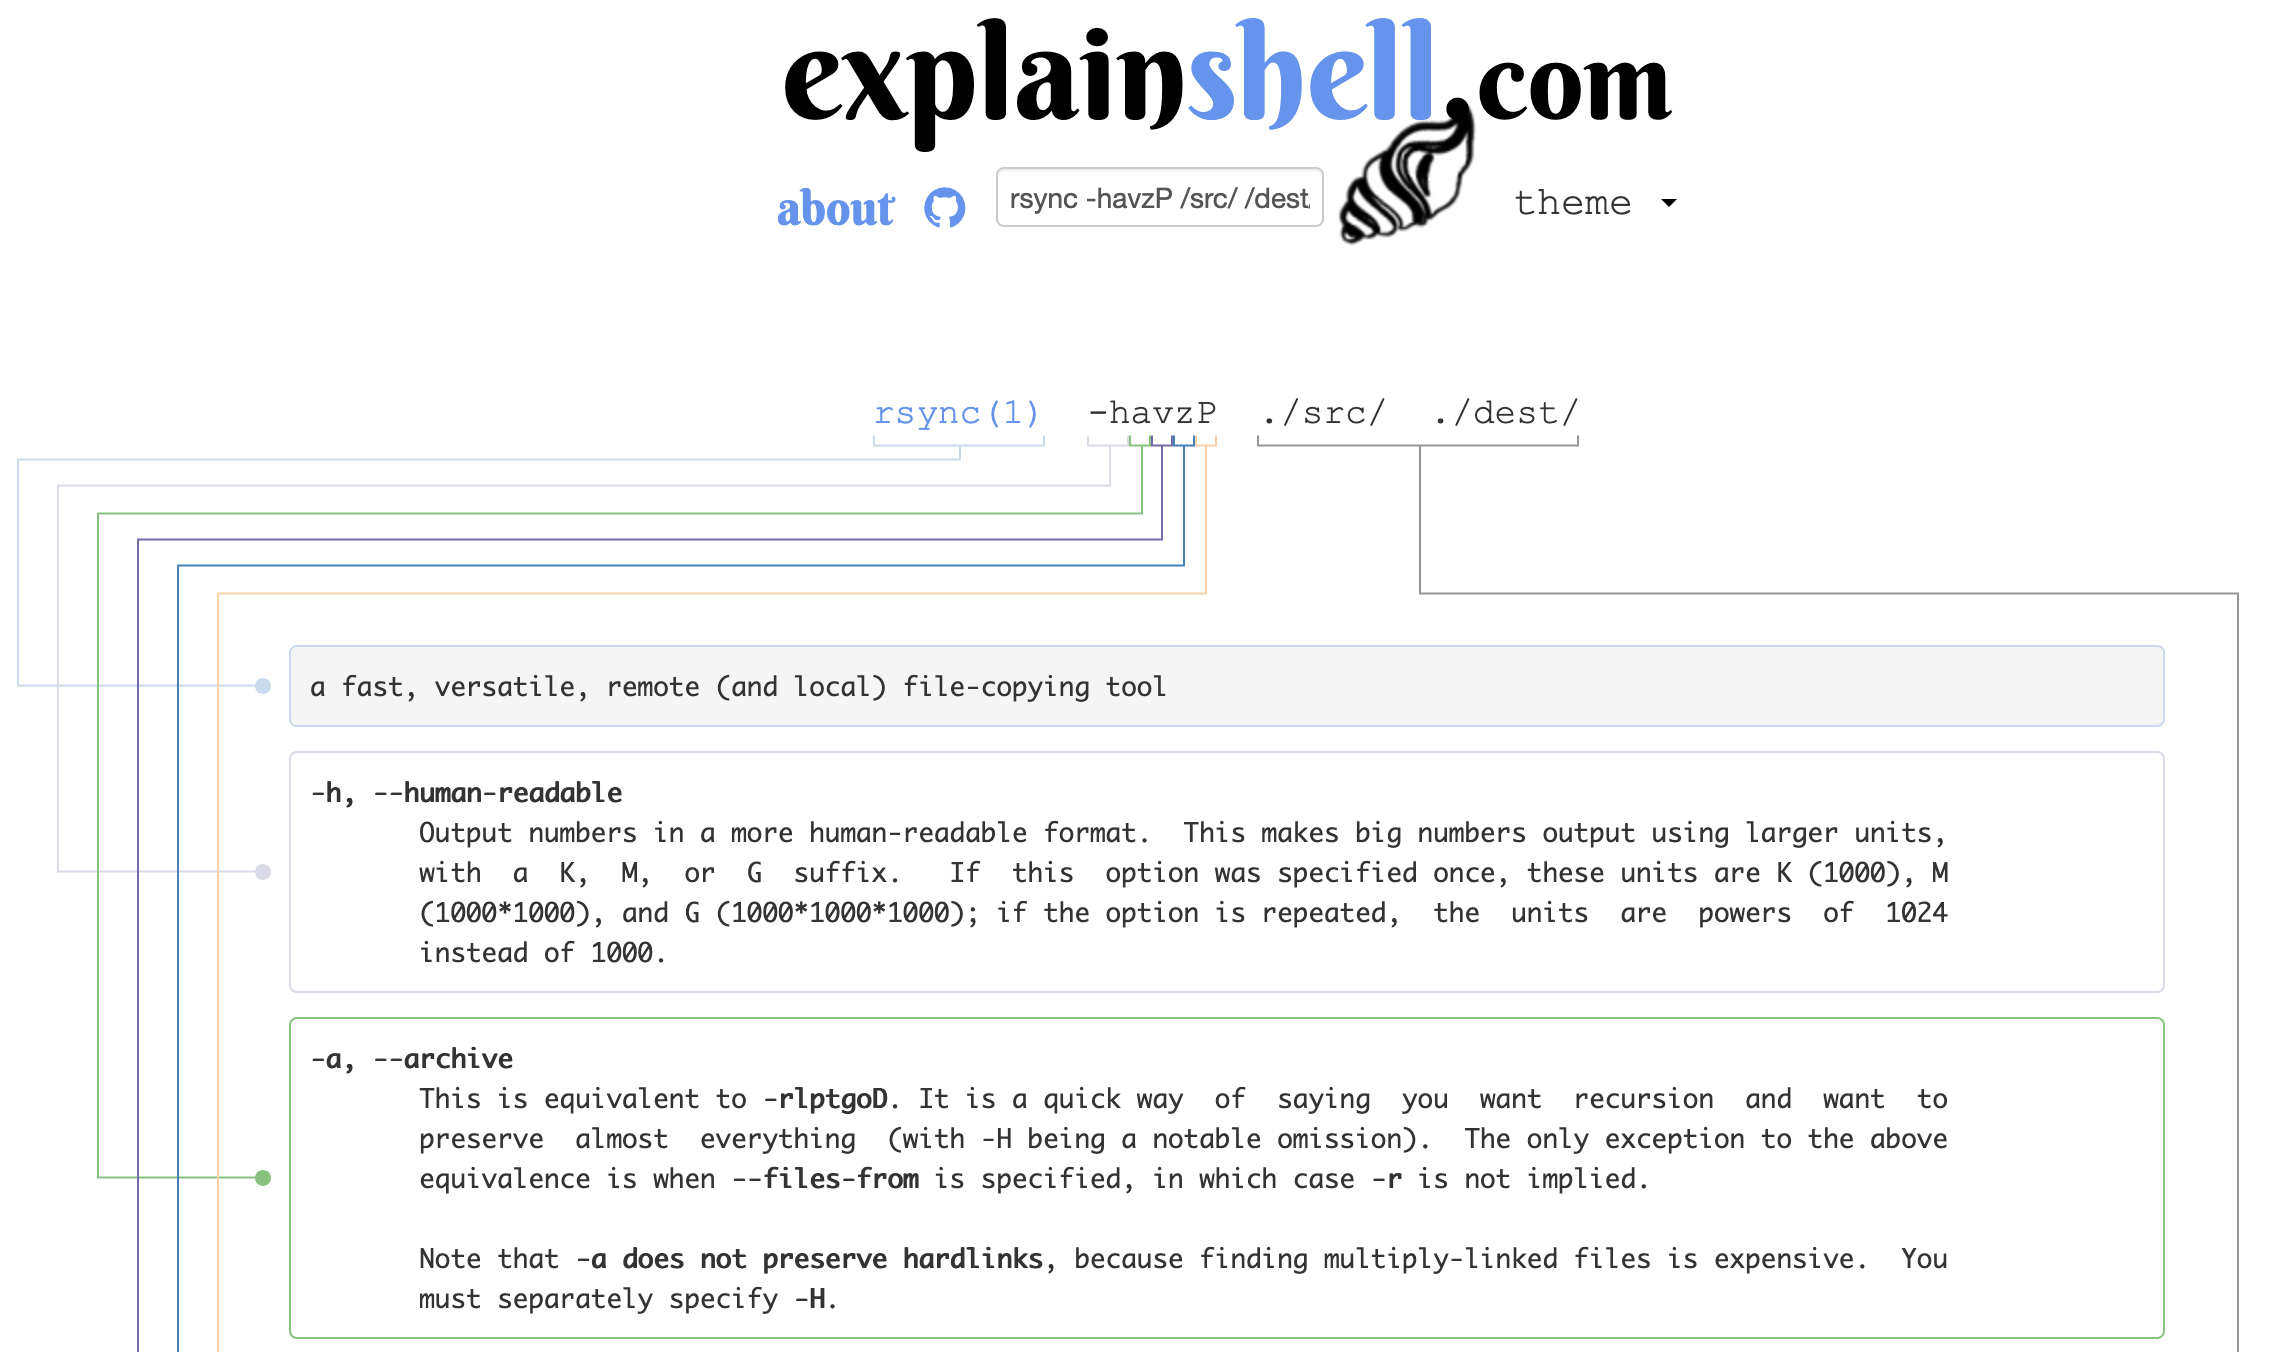 explainshell.com
about rsync -havzP /src/ /dest/ theme
rsync(1) -havzP ./src/ ./dest/
a fast, versatile, remote (and local) file-copying tool
-h, --human-readable
Output numbers in a more human-readable format. This makes big numbers output using larger units,
with a K, M, or G suffix. If this option was specified once, these units are K (1000), M
(1000*1000), and G (1000*1000*1000); if the option is repeated, the units are powers of 1024
instead of 1000.
-a, --archive
This is equivalent to -rlptgoD. It is a quick way of saying you want recursion and want to
preserve almost everything (with -H being a notable omission). The only exception to the above
equivalence is when --files-from is specified, in which case -r is not implied.
Note that -a does not preserve hardlinks, because finding multiply-linked files is expensive. You
must separately specify -H.